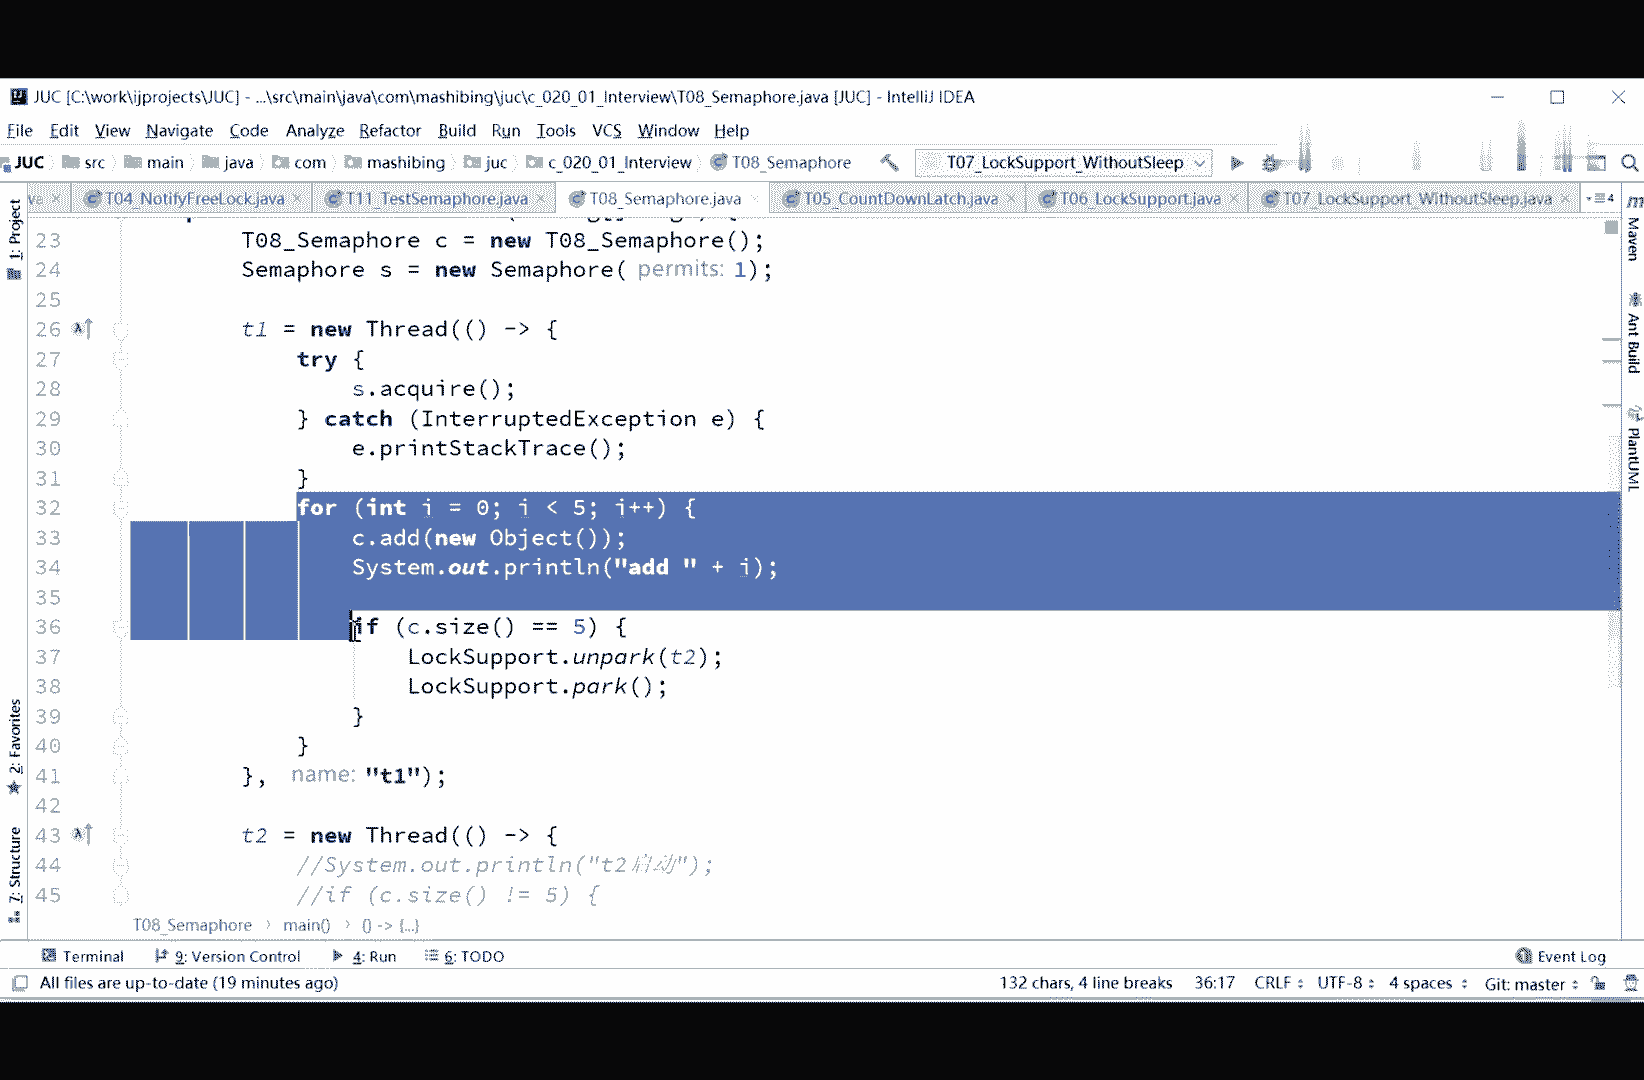 JUC [C:\work\ijprojects\JUC] - ...\src\main\java\com\mashibing\juc\c_020_01_Interview\T08_Semaphore.java [JUC] - IntelliJ IDEA
File Edit View Navigate Code Analyze Refactor Build Run Tools VCS Window Help
JUC src main java com mashibing juc c_020_01_Interview T08_Semaphore T07_LockSupport_WithoutSleep
va T04_NotifyFreeLock.java T11_TestSemaphore.java T08_Semaphore.java T05_CountDownLatch.java T06_LockSupport.java T07_LockSupport_WithoutSleep.java 4
1: Project
7: Structure
2: Favorites
Maven
Ant Build
PlantUML
23 T08_Semaphore c = new T08_Semaphore();
24 Semaphore s = new Semaphore( permits: 1);
25
26 t1 = new Thread(() -> {
27 try {
28 s.acquire();
29 } catch (InterruptedException e) {
30 e.printStackTrace();
31 }
32 for (int i = 0; i < 5; i++) {
33 c.add(new Object());
34 System.out.println("add " + i);
35
36 if (c.size() == 5) {
37 LockSupport.unpark(t2);
38 LockSupport.park();
39 }
40 }
41 }, name: "t1");
42
43 t2 = new Thread(() -> {
44 //System.out.println("t2启动");
45 //if (c.size() != 5) {
T08_Semaphore › main() › () -> {...}
Terminal 9: Version Control 4: Run 6: TODO Event Log
All files are up-to-date (19 minutes ago) 132 chars, 4 line breaks 36:17 CRLF UTF-8 4 spaces Git: master